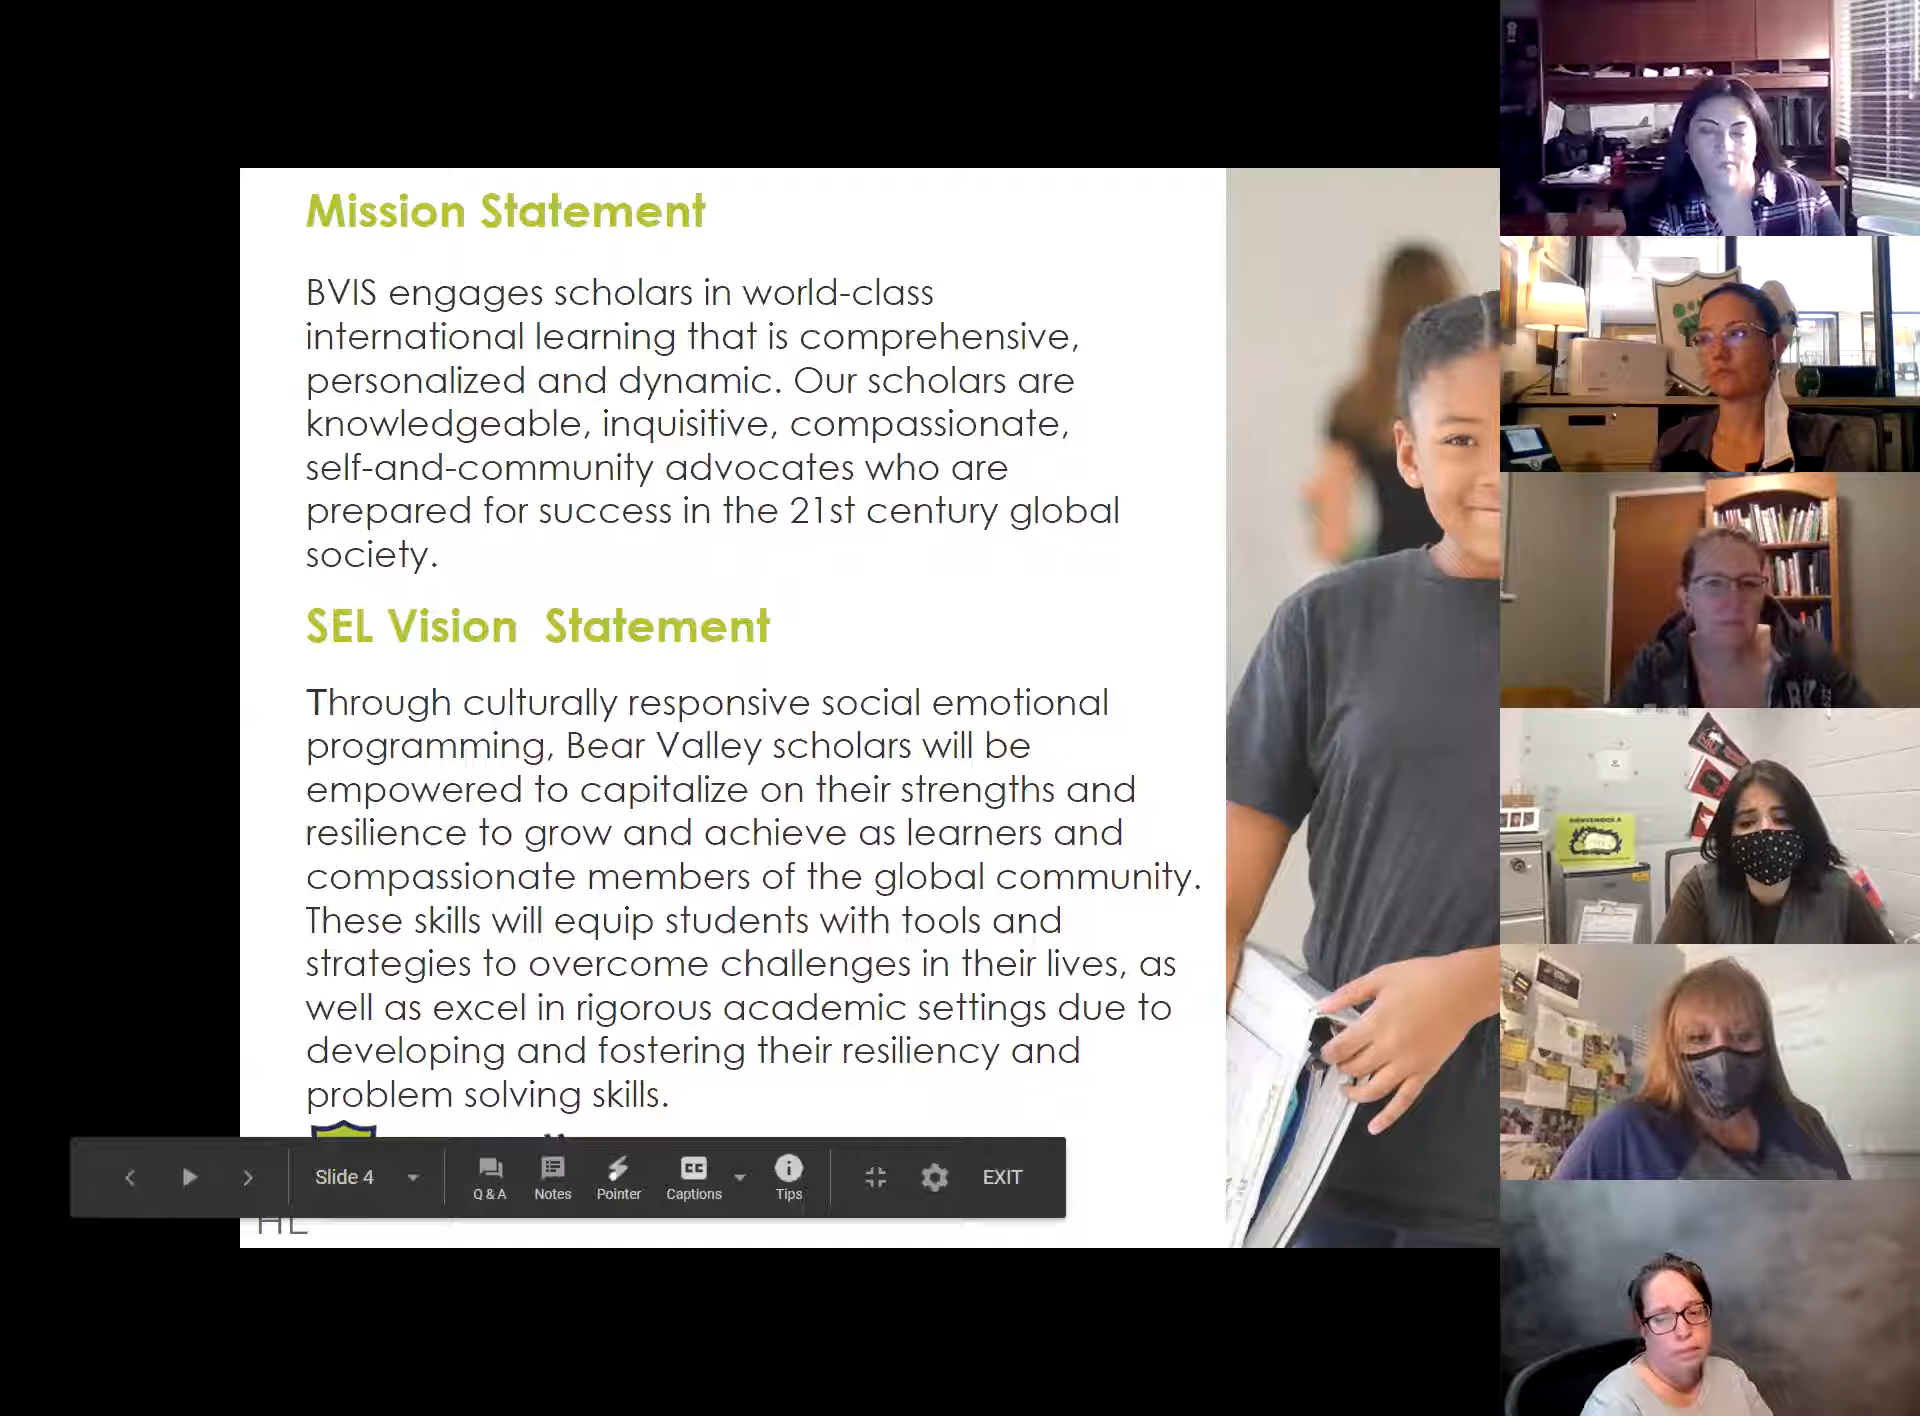 Mission Statement
BVIS engages scholars in world-class
international learning that is comprehensive,
personalized and dynamic. Our scholars are
knowledgeable, inquisitive, compassionate,
self-and-community advocates who are
prepared for success in the 21st century global
society.
SEL Vision Statement
Through culturally responsive social emotional
programming, Bear Valley scholars will be
empowered to capitalize on their strengths and
resilience to grow and achieve as learners and
compassionate members of the global community.
These skills will equip students with tools and
strategies to overcome challenges in their lives, as
well as excel in rigorous academic settings due to
developing and fostering their resiliency and
problem solving skills.
Slide 4
Q & A
Notes
Pointer
CC
Captions
Tips
EXIT
HL
BIENVENIDOS A